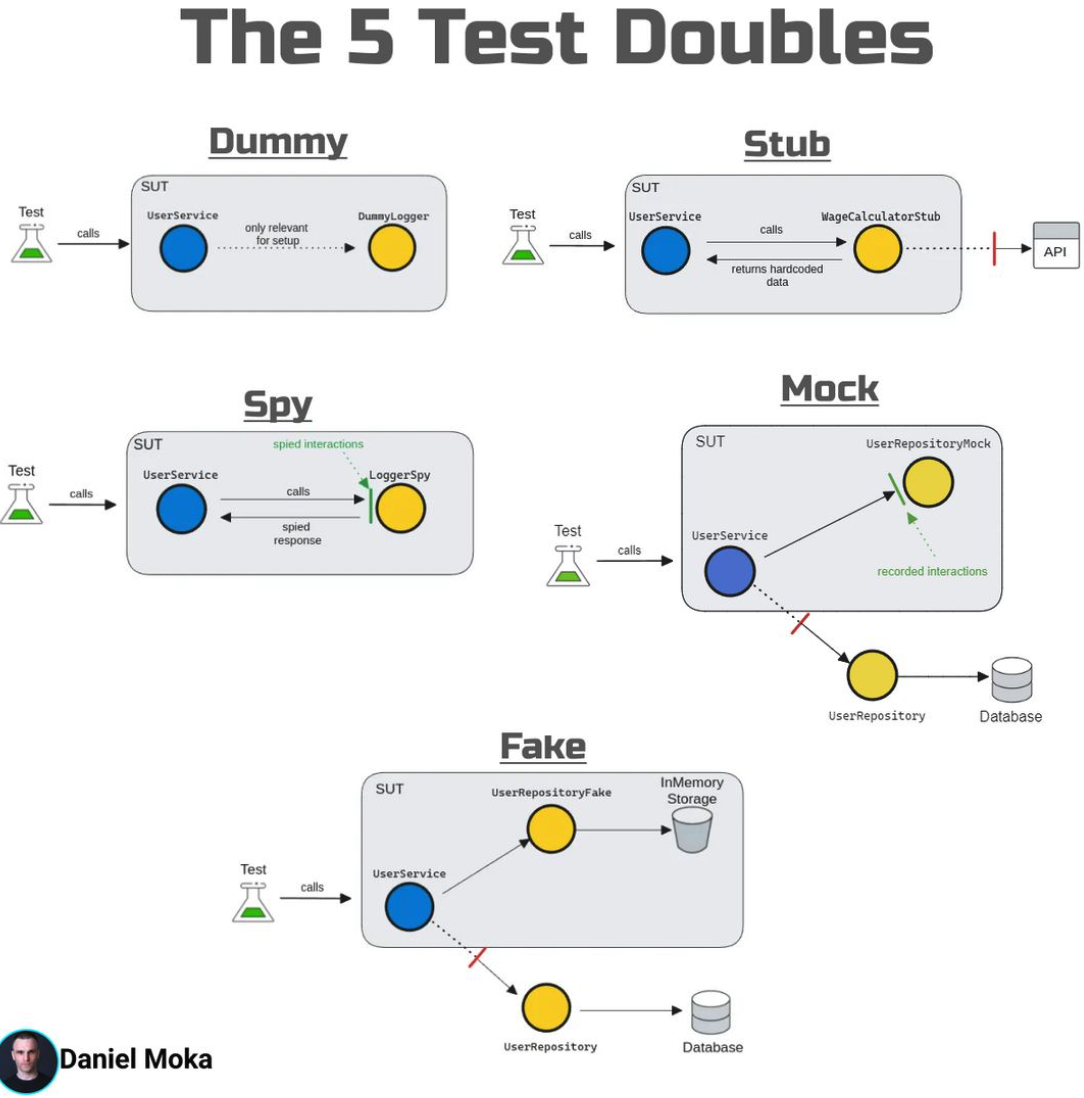 The 5 Test Doubles
Dummy
SUT
Test
UserService
DummyLogger
calls
only relevant
for setup
Stub
SUT
Test
UserService
WageCalculatorStub
calls
calls
returns hardcoded
data
API
Spy
SUT
spied interactions
Test
UserService
LoggerSpy
calls
calls
spied
response
Mock
SUT
UserRepositoryMock
Test
UserService
calls
recorded interactions
UserRepository
Database
Fake
SUT
UserRepositoryFake
InMemory
Storage
Test
UserService
calls
UserRepository
Database
Daniel Moka